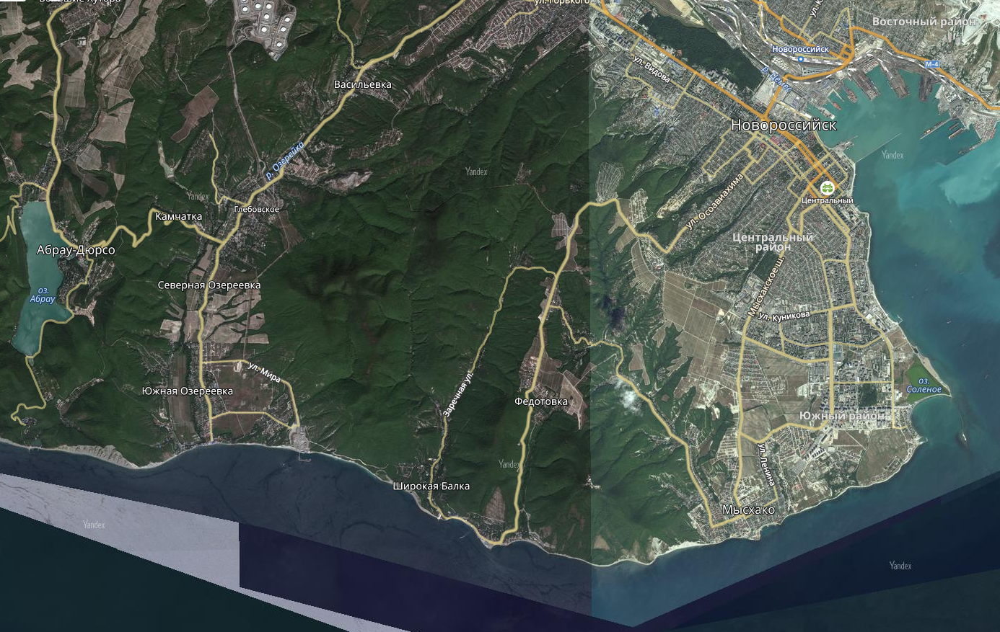 Большие Хутора
ул. Горького
Восточный район
Новороссийск
М-4
ул. Видова
р. Цемес
Васильевка
Новороссийск
р. Озерейка
Yandex
Yandex
Yandex
ул. Осоавиахима
Центральный
Глебовское
Камчатка
Центральный
район
Абрау-Дюрсо
Мысхакское ш.
Северная Озереевка
оз.
Абрау
ул. Куникова
ул. Мира
оз.
Соленое
Южная Озереевка
Заречная ул.
Федотовка
Южный район
ул. Ленина
Yandex
Широкая Балка
Мысхако
Yandex
Yandex